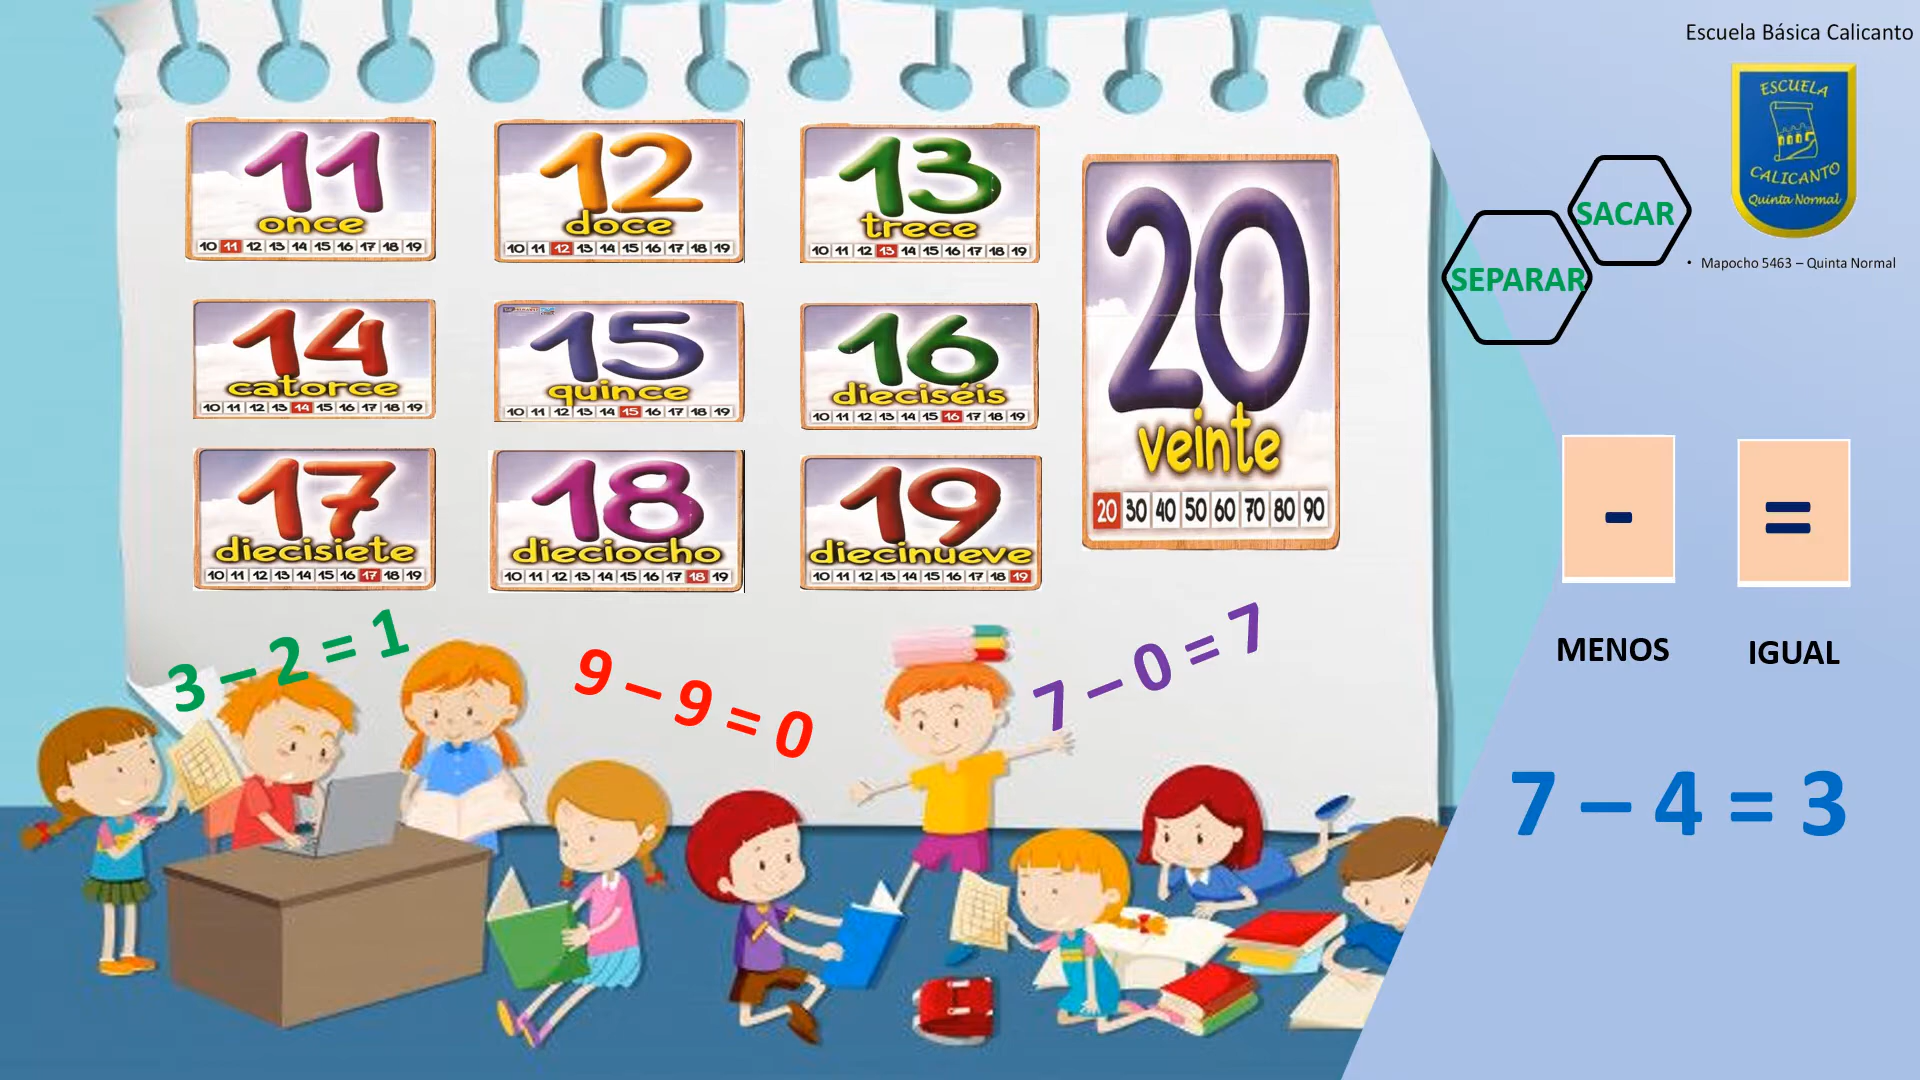 Escuela Básica Calicanto
ESCUELA
CALICANTO
Quinta Normal
• Mapocho 5463 – Quinta Normal
SACAR
SEPARAR
11
once
10 11 12 13 14 15 16 17 18 19
12
doce
10 11 12 13 14 15 16 17 18 19
13
trece
10 11 12 13 14 15 16 17 18 19
20
veinte
20 30 40 50 60 70 80 90
14
catorce
10 11 12 13 14 15 16 17 18 19
15
quince
10 11 12 13 14 15 16 17 18 19
16
dieciséis
10 11 12 13 14 15 16 17 18 19
17
diecisiete
10 11 12 13 14 15 16 17 18 19
18
dieciocho
10 11 12 13 14 15 16 17 18 19
19
diecinueve
10 11 12 13 14 15 16 17 18 19
- =
MENOS IGUAL
3 – 2 = 1
9 – 9 = 0
7 – 0 = 7
7 – 4 = 3